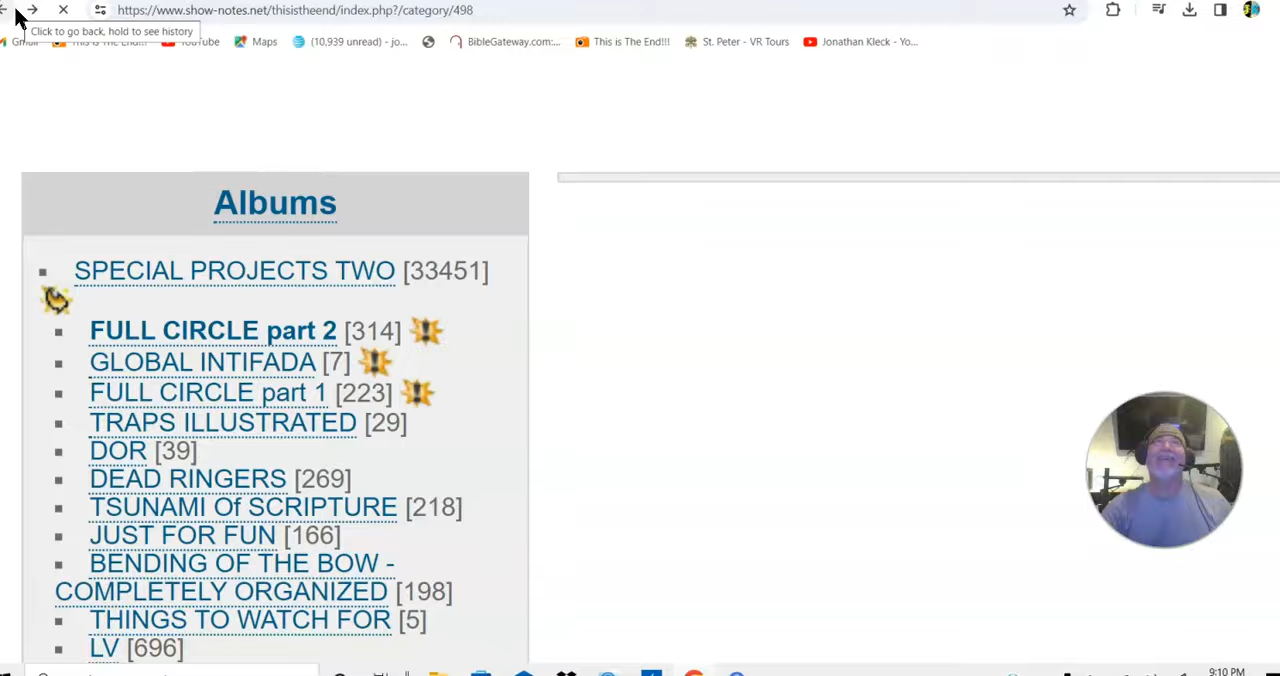 https://www.show-notes.net/thisistheend/index.php?/category/498
Click to go back, hold to see history
YouTube
Maps
(10,939 unread) - jo...
BibleGateway.com:...
This is The End!!!
St. Peter - VR Tours
Jonathan Kleck - Yo...
Albums
SPECIAL PROJECTS TWO [33451]
FULL CIRCLE part 2 [314]
GLOBAL INTIFADA [7]
FULL CIRCLE part 1 [223]
TRAPS ILLUSTRATED [29]
DOR [39]
DEAD RINGERS [269]
TSUNAMI Of SCRIPTURE [218]
JUST FOR FUN [166]
BENDING OF THE BOW -
COMPLETELY ORGANIZED [198]
THINGS TO WATCH FOR [5]
LV [696]
9:10 PM